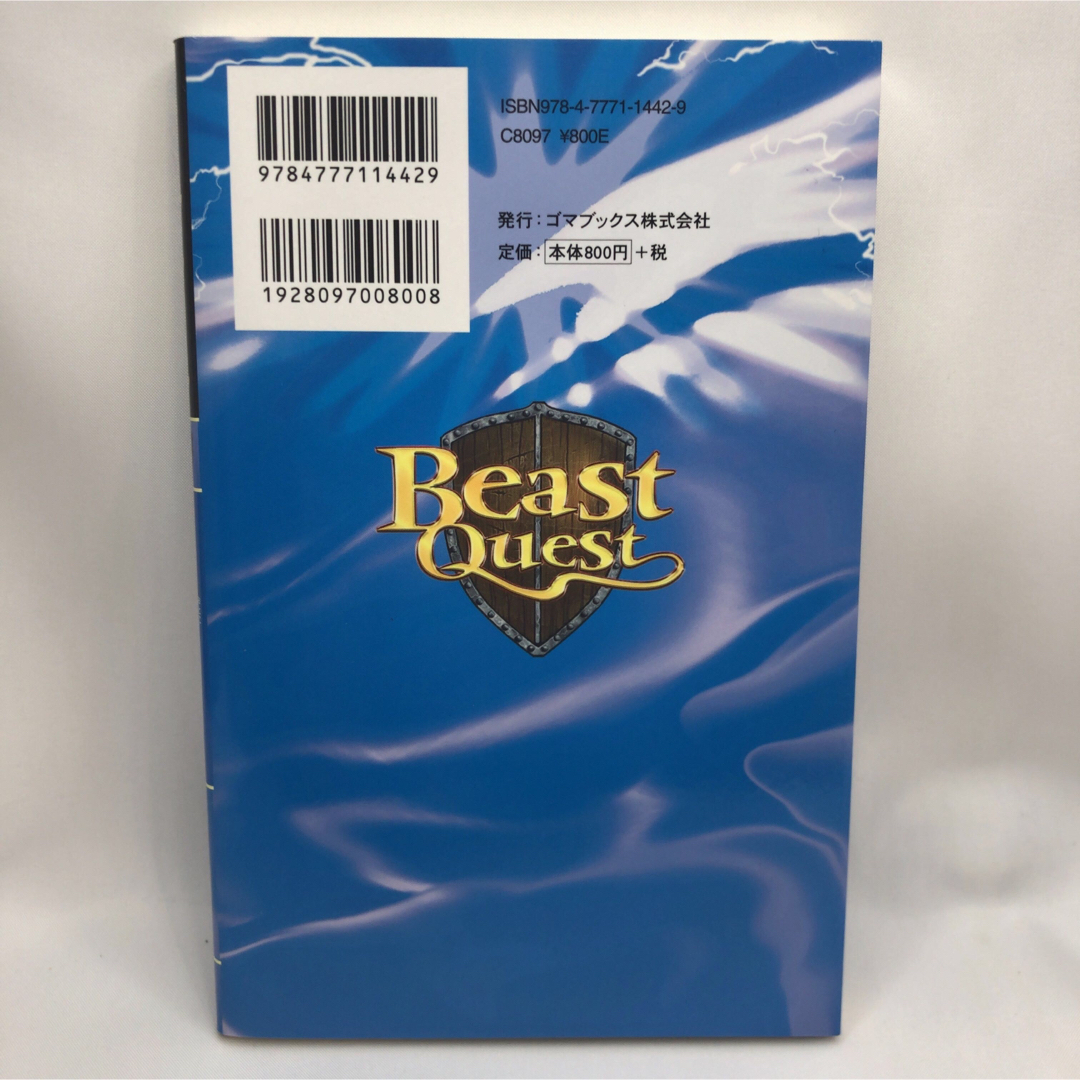 9784777114429
1928097008008
ISBN978-4-7771-1442-9
C8097 ¥800E
発行：ゴマブックス株式会社
定価：本体800円＋税
Beast
Quest